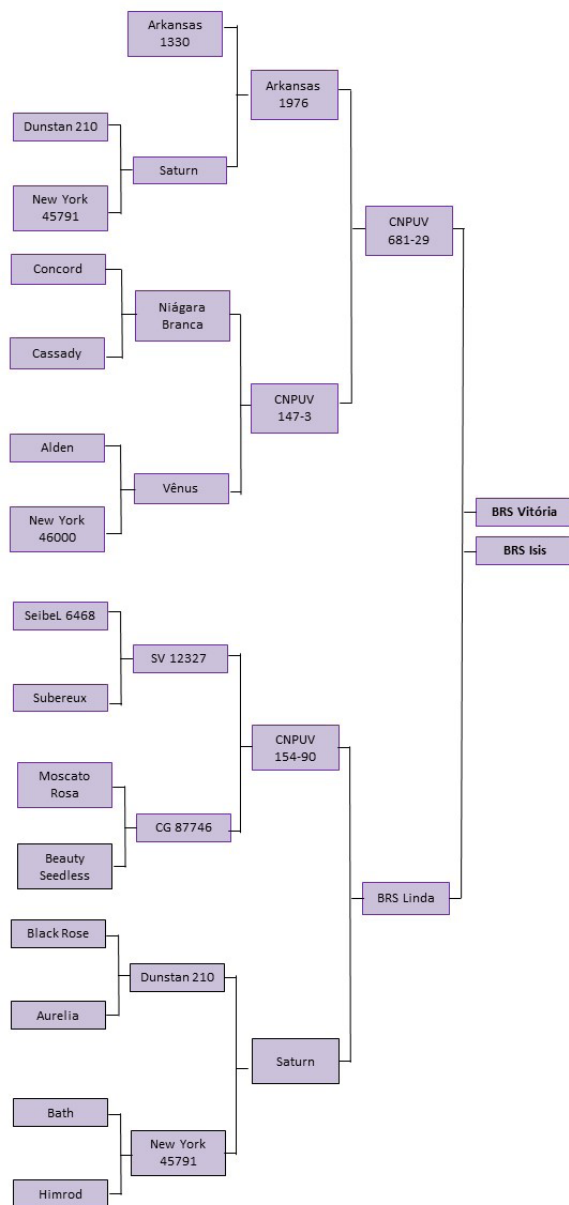 Arkansas
1330
Arkansas
1976
Dunstan 210
Saturn
New York
45791
CNPUV
681-29
Concord
Niágara
Branca
Cassady
CNPUV
147-3
Alden
Vênus
New York
46000
BRS Vitória
BRS Isis
SeibeL 6468
SV 12327
Subereux
CNPUV
154-90
Moscato
Rosa
CG 87746
Beauty
Seedless
BRS Linda
Black Rose
Dunstan 210
Aurelia
Saturn
Bath
New York
45791
Himrod